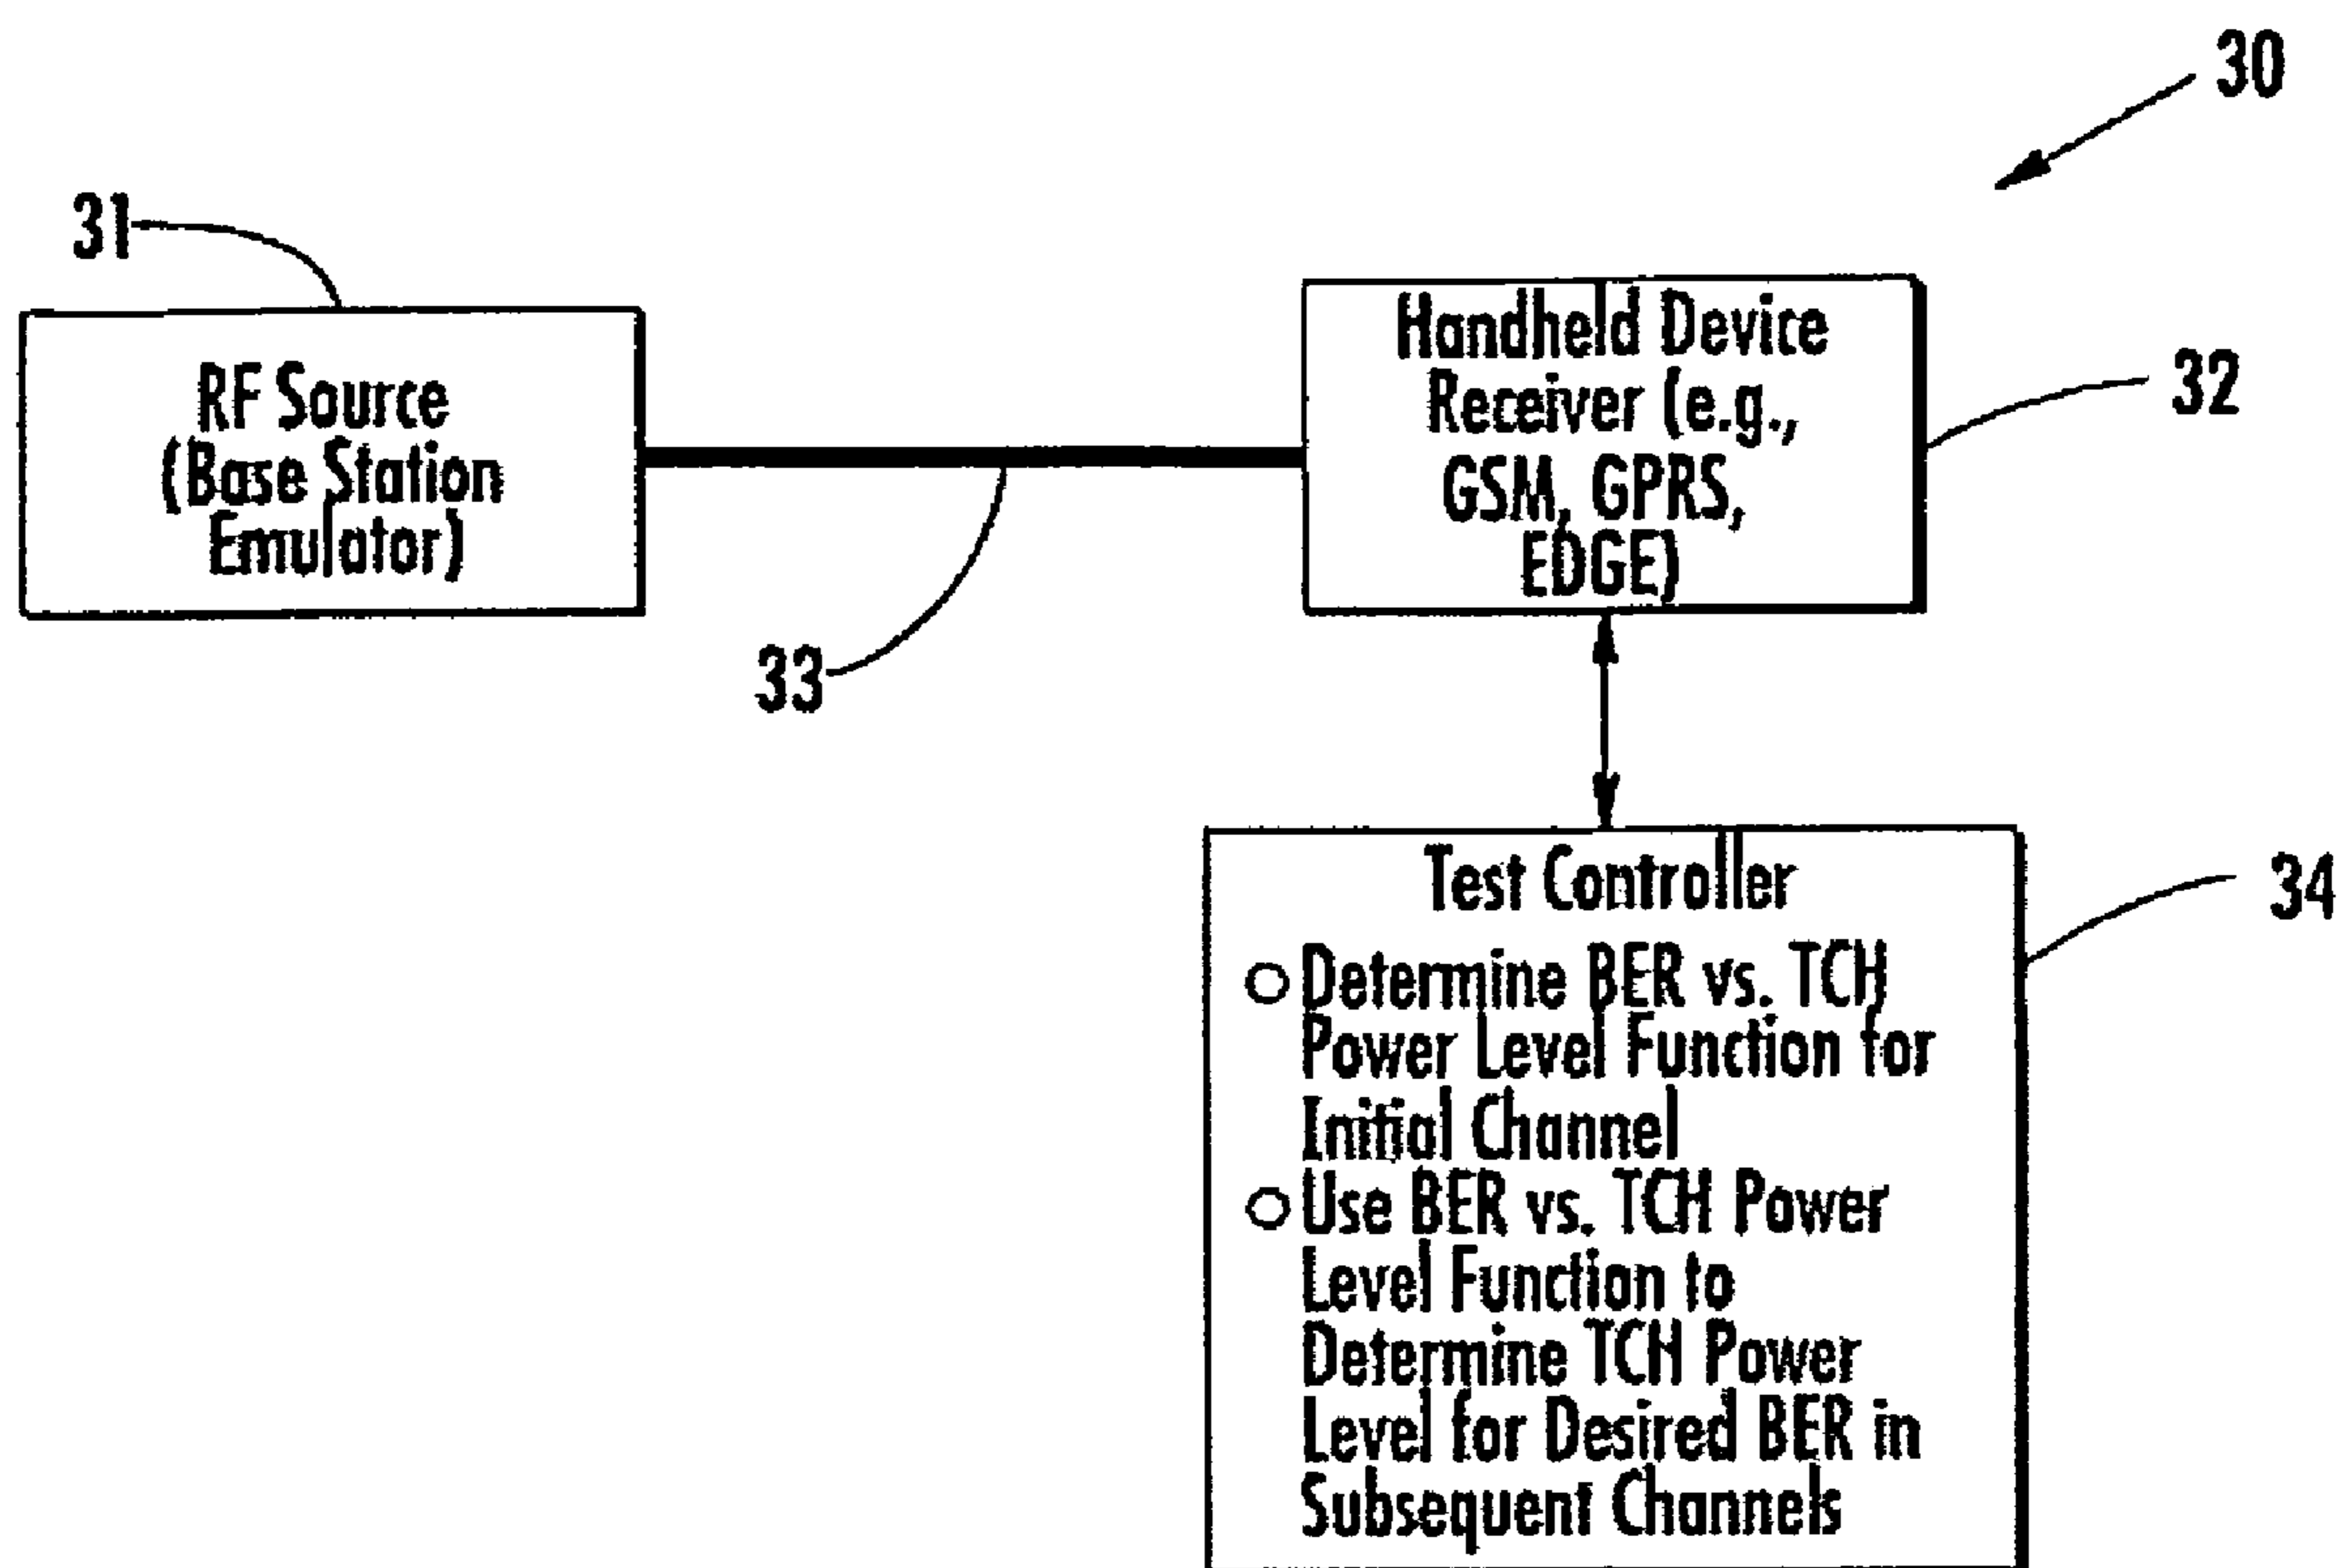 30
31
RF Source
(Base Station
Emulator)
Handheld Device
Receiver (e.g.,
GSM, GPRS,
EDGE)
32
33
34
Test Controller
○ Determine BER vs. TCH
Power Level Function for
Initial Channel
○ Use BER vs. TCH Power
Level Function to
Determine TCH Power
Level for Desired BER in
Subsequent Channels